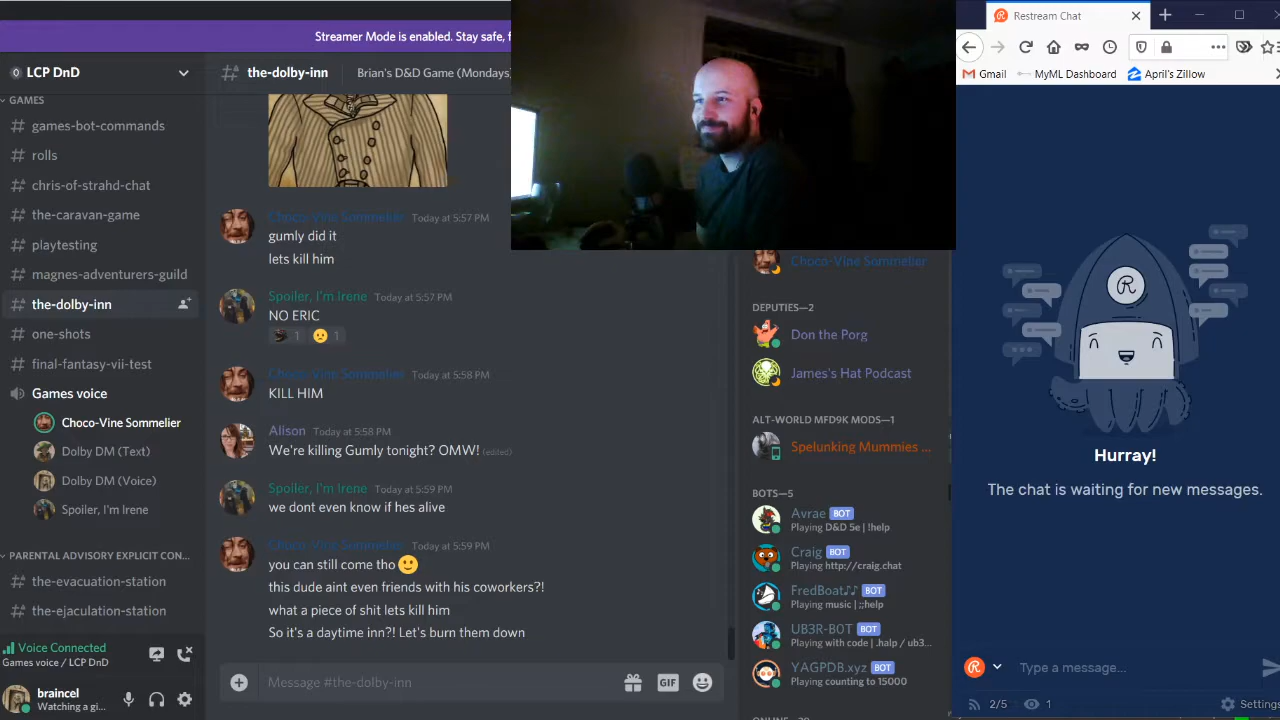 Streamer Mode is enabled. Stay safe, f
LCP DnD
GAMES
games-bot-commands
rolls
chris-of-strahd-chat
the-caravan-game
playtesting
magnes-adventurers-guild
the-dolby-inn
one-shots
final-fantasy-vii-test
Games voice
Choco-Vine Sommelier
Dolby DM (Text)
Dolby DM (Voice)
Spoiler, I'm Irene
PARENTAL ADVISORY EXPLICIT CON...
the-evacuation-station
the-ejaculation-station
Voice Connected
Games voice / LCP DnD
braincel
Watching a gi...
the-dolby-inn
Brian's D&D Game (Mondays)
Choco-Vine Sommelier Today at 5:57 PM
gumly did it
lets kill him
Spoiler, I'm Irene Today at 5:57 PM
NO ERIC
1 1
Choco-Vine Sommelier Today at 5:58 PM
KILL HIM
Alison Today at 5:58 PM
We're killing Gumly tonight? OMW! (edited)
Spoiler, I'm Irene Today at 5:59 PM
we dont even know if hes alive
Choco-Vine Sommelier Today at 5:59 PM
you can still come tho
this dude aint even friends with his coworkers?!
what a piece of shit lets kill him
So it's a daytime inn?! Let's burn them down
Message #the-dolby-inn
GIF
Choco-Vine Sommelier
DEPUTIES—2
Don the Porg
James's Hat Podcast
ALT-WORLD MFD9K MODS—1
Spelunking Mummies ...
BOTS—5
Avrae BOT
Playing D&D 5e | !help
Craig BOT
Playing http://craig.chat
FredBoat♪♪ BOT
Playing music | ;;help
UB3R-B0T BOT
Playing with code | .halp / ub3...
YAGPDB.xyz BOT
Playing counting to 15000
Restream Chat
Gmail
MyML Dashboard
April's Zillow
R
Hurray!
The chat is waiting for new messages.
Type a message...
2/5
1
Settings